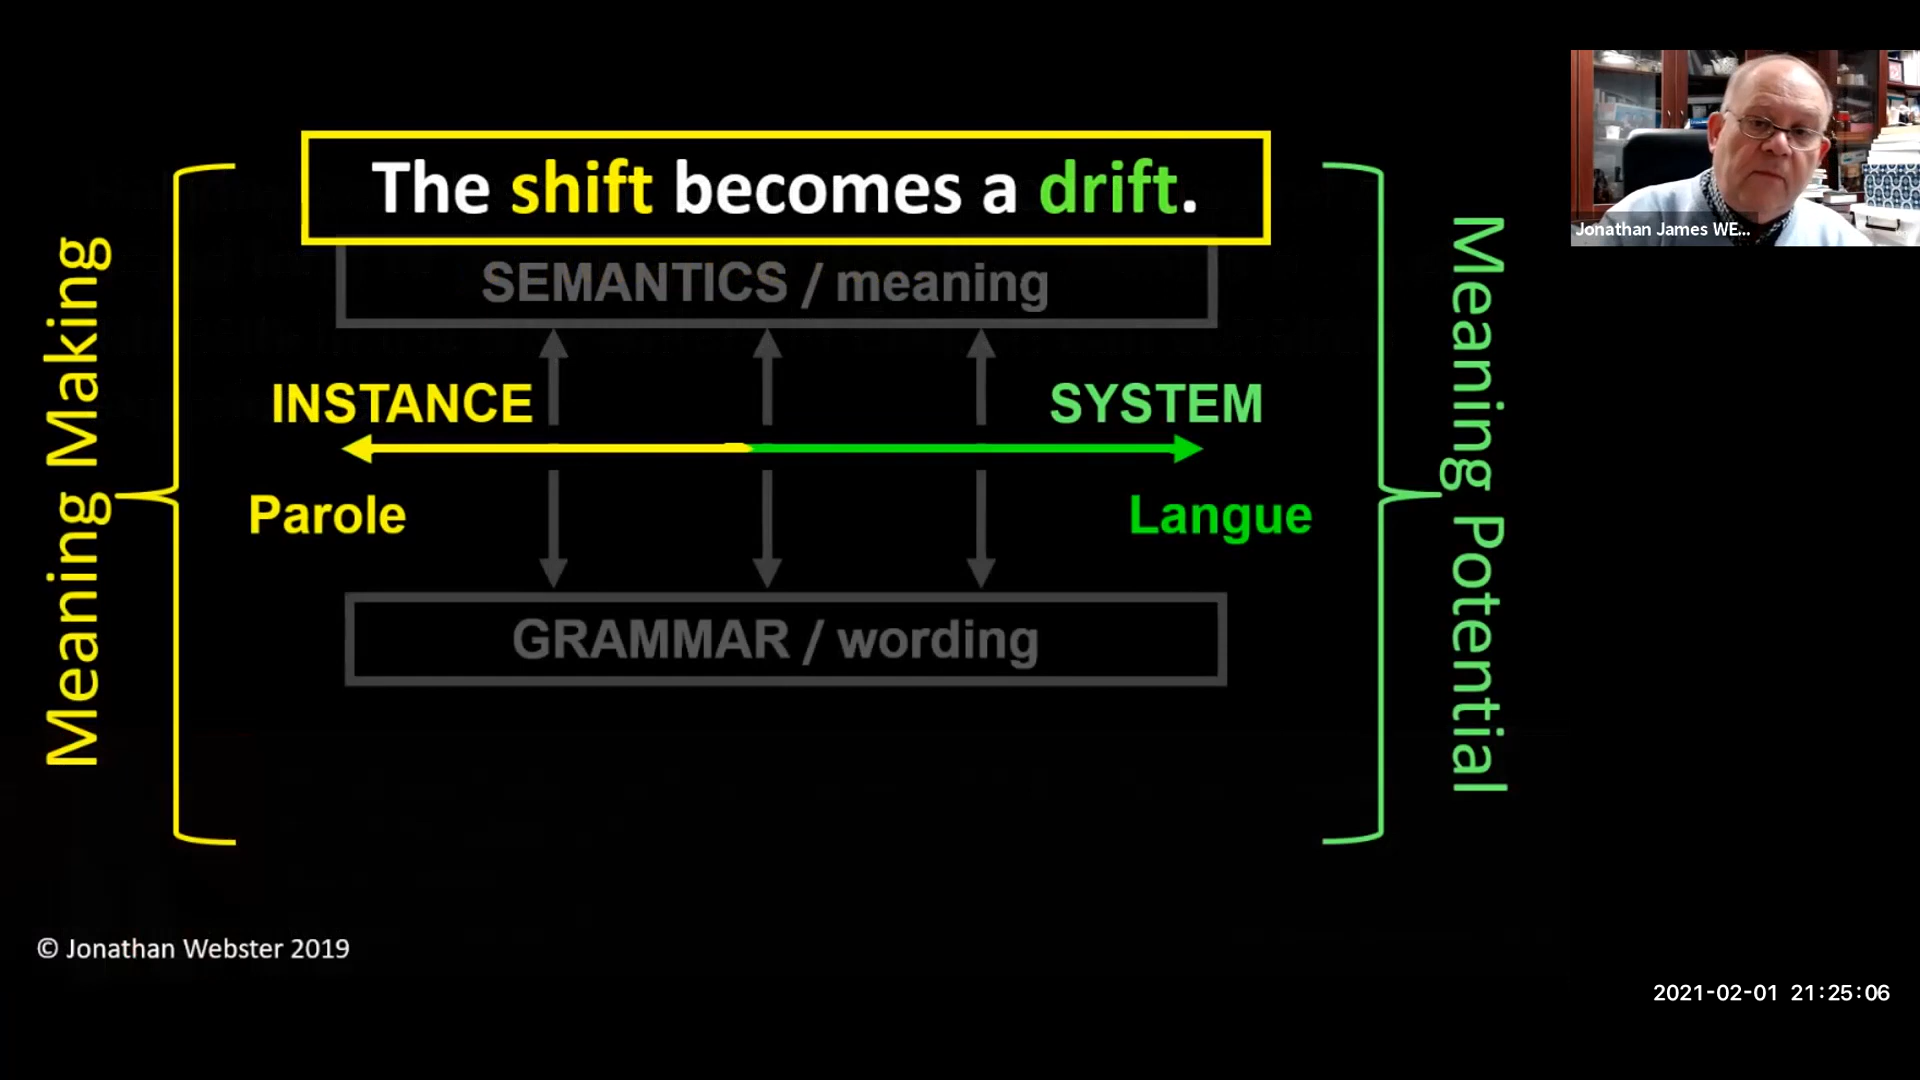 The shift becomes a drift.
Jonathan James WE...
SEMANTICS / meaning
Meaning Making
INSTANCE
SYSTEM
Meaning Potential
Parole
Langue
GRAMMAR / wording
© Jonathan Webster 2019
2021-02-01 21:25:06